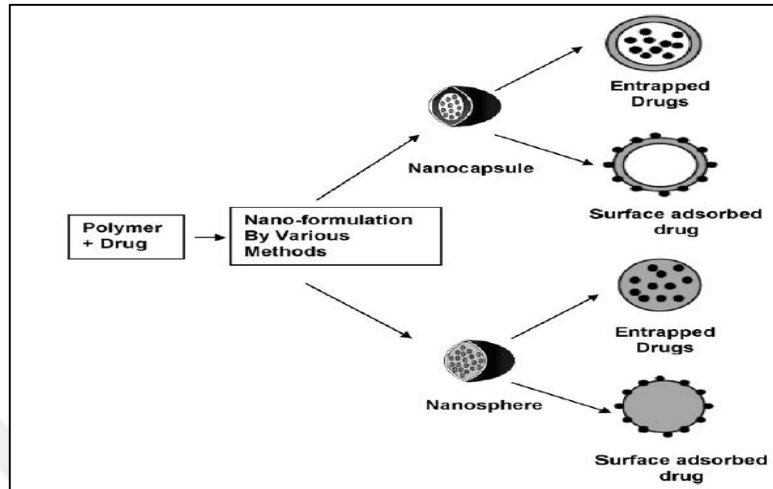 Entrapped
Drugs
Nanocapsule
Surface adsorbed
drug
Polymer
+ Drug
Nano-formulation
By Various
Methods
Entrapped
Drugs
Nanosphere
Surface adsorbed
drug